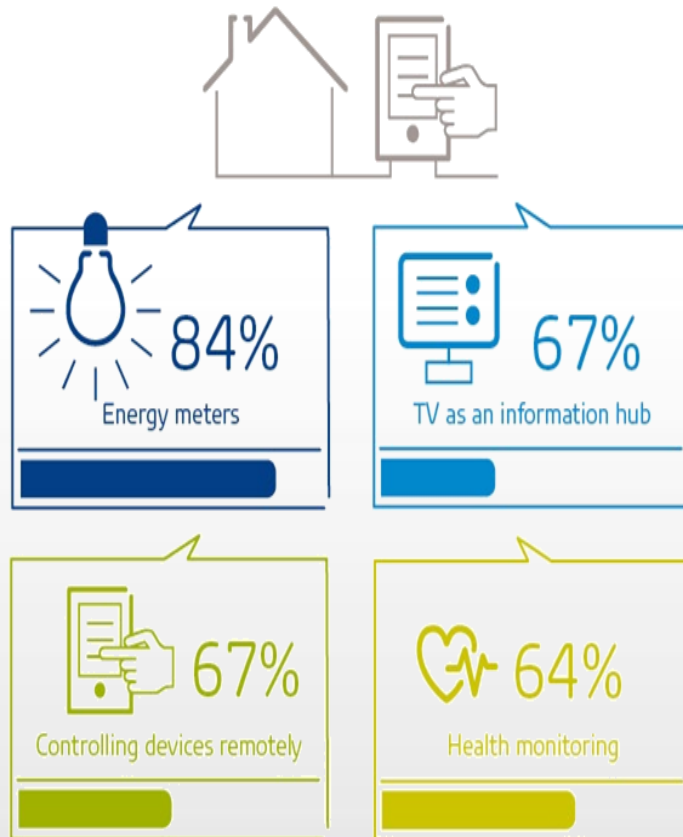 84%
Energy meters
67%
TV as an information hub
67%
Controlling devices remotely
64%
Health monitoring